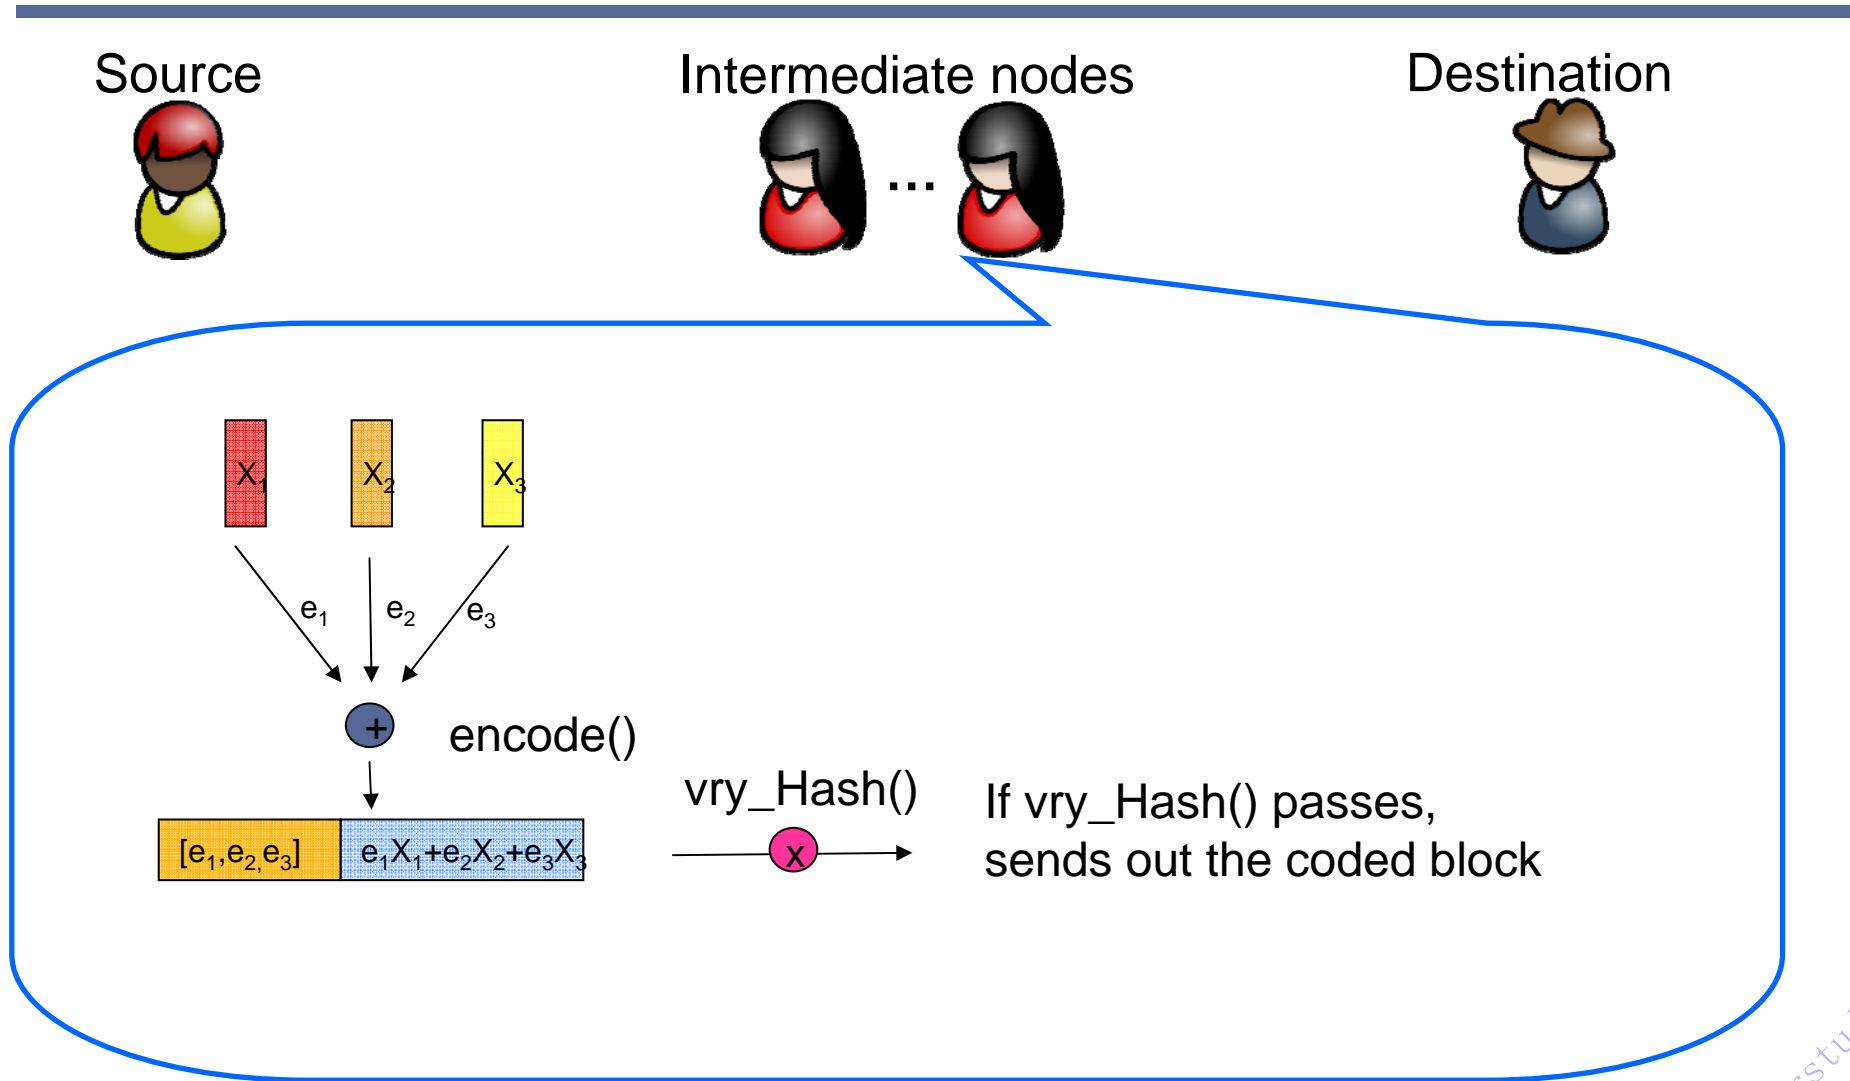 Source
Intermediate nodes
Destination
...
X₁
X₂
X₃
e₁
e₂
e₃
+
encode()
[e₁,e₂,e₃]
e₁X₁+e₂X₂+e₃X₃
vry_Hash()
x
If vry_Hash() passes,
sends out the coded block